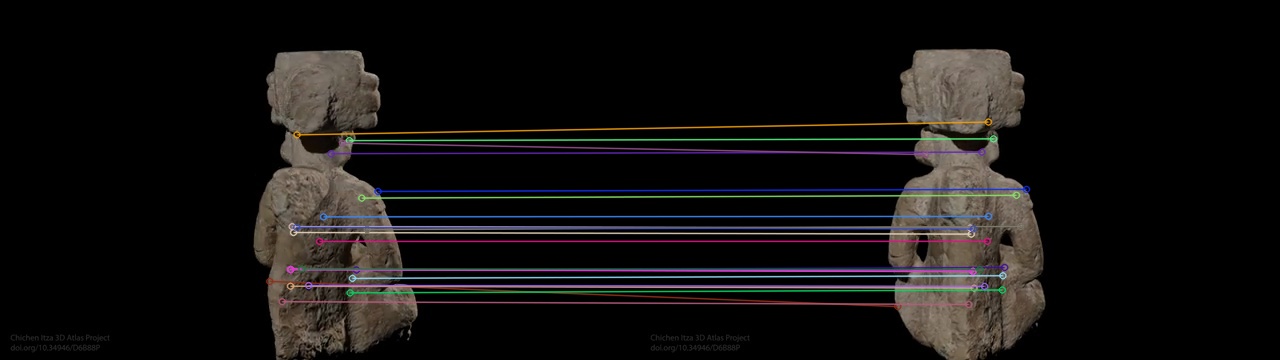 Chichen Itza 3D Atlas Project
doi.org/10.34946/D6B88P
Chichen Itza 3D Atlas Project
doi.org/10.34946/D6B88P